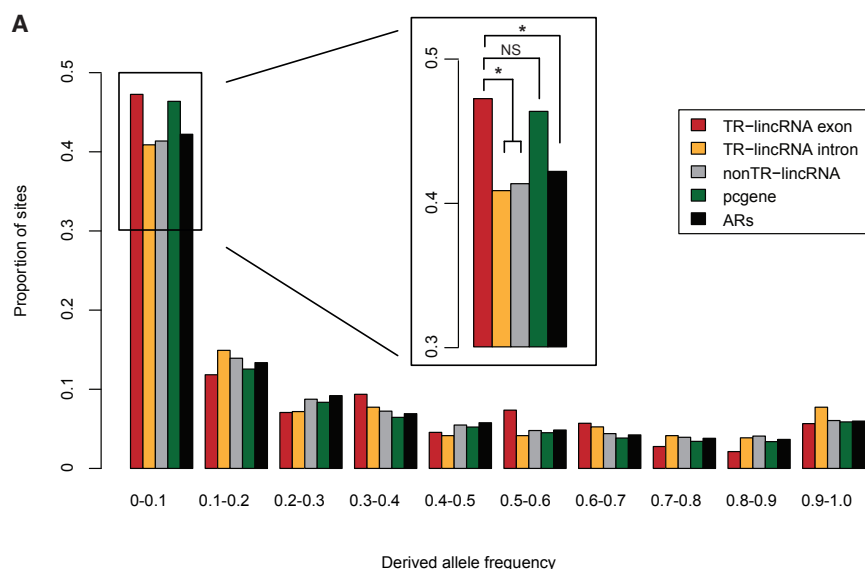 A
Proportion of sites
0.5
0.4
0.3
0.2
0.1
0
0.5
0.4
0.3
*
NS
*
TR−lincRNA exon
TR−lincRNA intron
nonTR−lincRNA
pcgene
ARs
0-0.1 0.1-0.2 0.2-0.3 0.3-0.4 0.4-0.5 0.5-0.6 0.6-0.7 0.7-0.8 0.8-0.9 0.9-1.0
Derived allele frequency